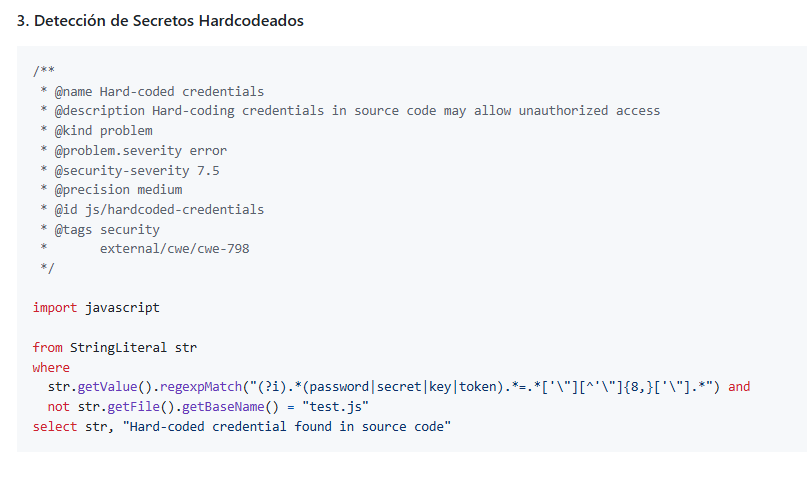 3. Detección de Secretos Hardcodeados
/**
 * @name Hard-coded credentials
 * @description Hard-coding credentials in source code may allow unauthorized access
 * @kind problem
 * @problem.severity error
 * @security-severity 7.5
 * @precision medium
 * @id js/hardcoded-credentials
 * @tags security
 *       external/cwe/cwe-798
 */
import javascript
from StringLiteral str
where
  str.getValue().regexpMatch("(?i).*(password|secret|key|token).*=.*['\"][^'\"]{8,}['\"].*") and
  not str.getFile().getBaseName() = "test.js"
select str, "Hard-coded credential found in source code"